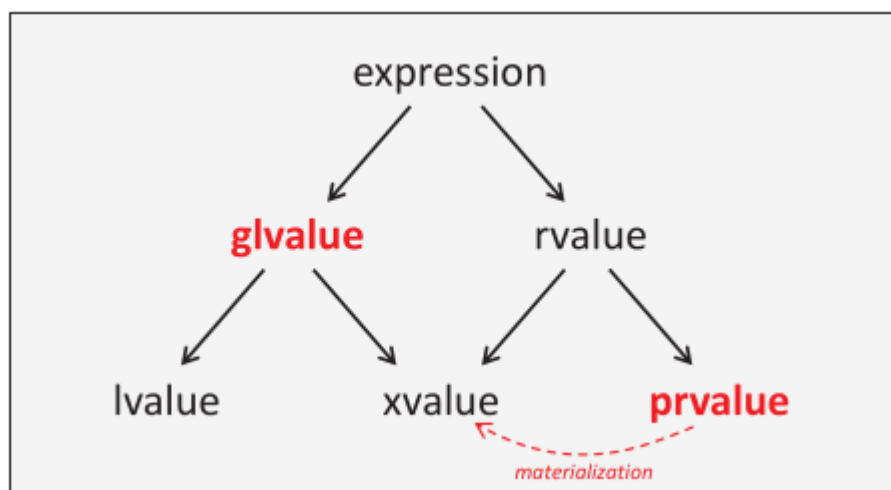 expression
glvalue rvalue
lvalue xvalue prvalue
materialization